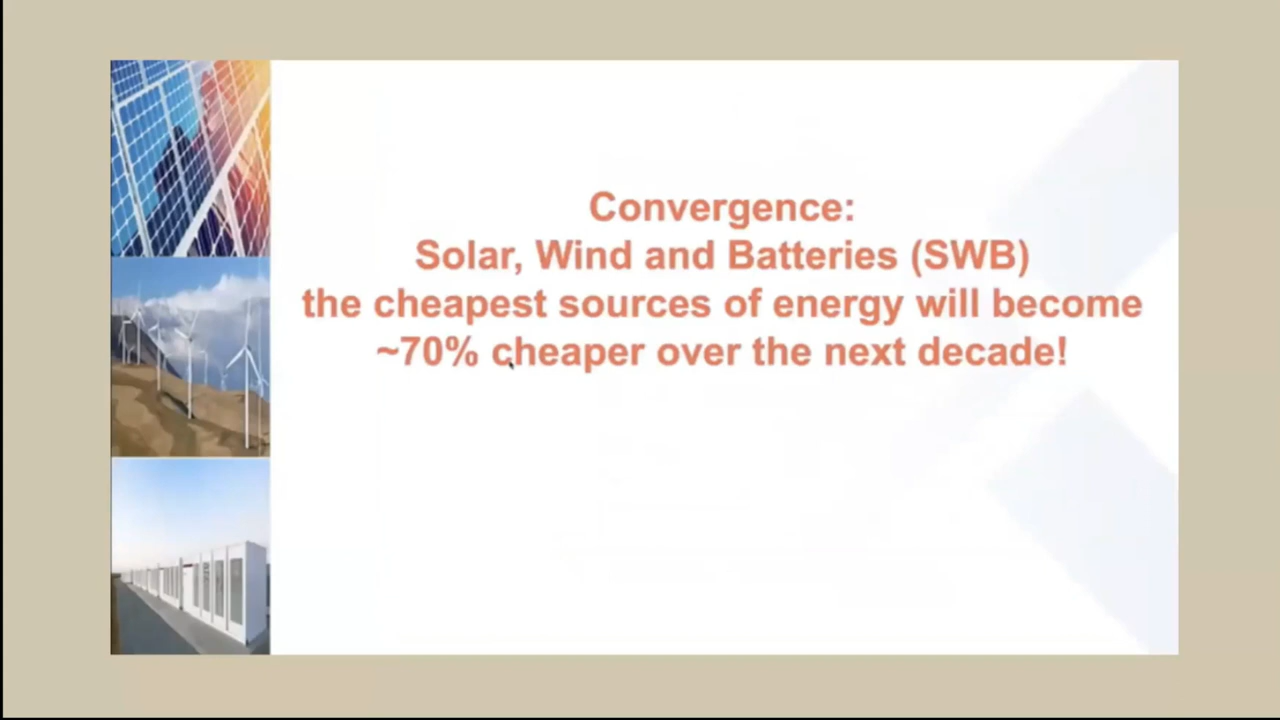 Convergence:
Solar, Wind and Batteries (SWB)
the cheapest sources of energy will become
~70% cheaper over the next decade!